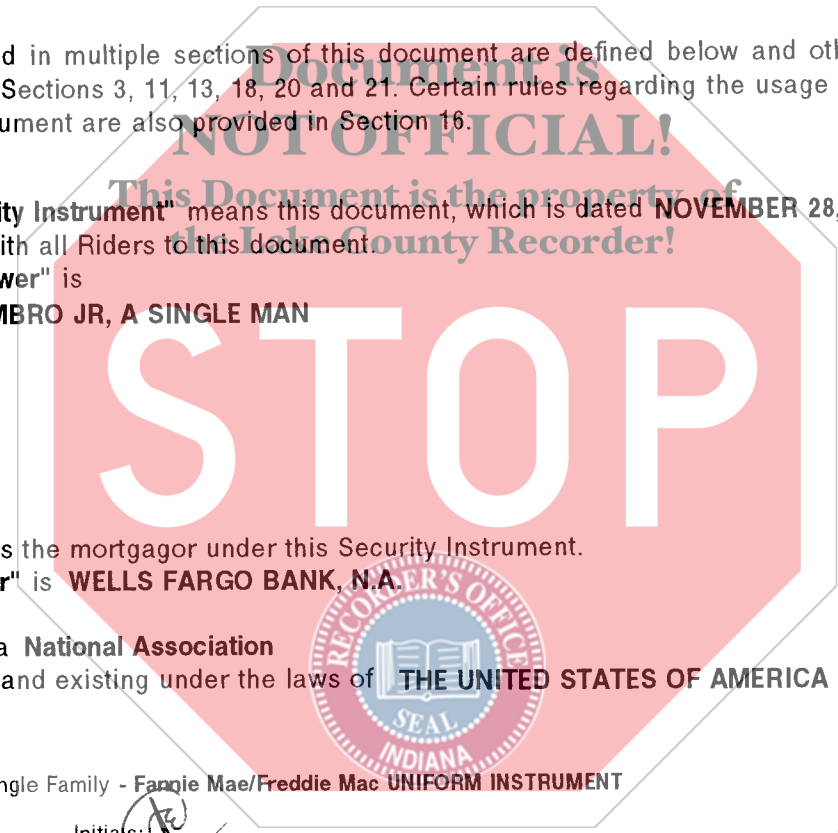 d in multiple sections of this document are defined below and oth
Document is
Sections 3, 11, 13, 18, 20 and 21. Certain rules regarding the usage
ument are also provided in Section 16.
NOT OFFICIAL!
This Document is the property of
ity Instrument" means this document, which is dated NOVEMBER 28,
the Lake County Recorder!
ith all Riders to this document.
wer" is
MBRO JR, A SINGLE MAN
STOP
s the mortgagor under this Security Instrument.
r" is WELLS FARGO BANK, N.A.
RECORDER'S OFFICE
a National Association
and existing under the laws of THE UNITED STATES OF AMERICA
SEAL
INDIANA
ngle Family - Fannie Mae/Freddie Mac UNIFORM INSTRUMENT
Initials: